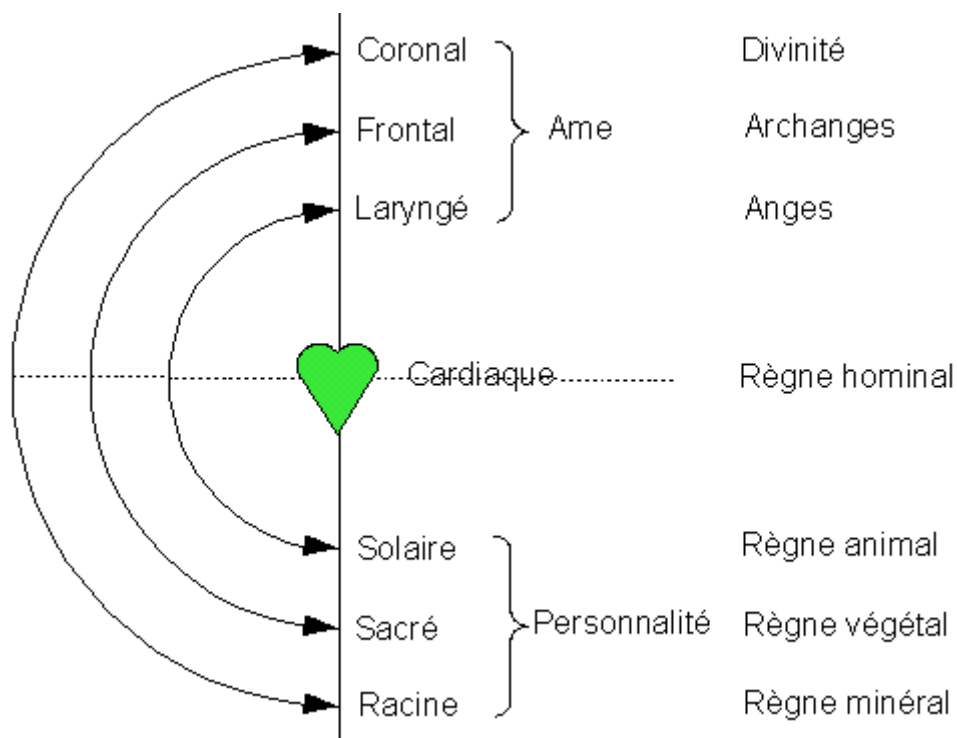 Coronal Divinité
Frontal Ame Archanges
Laryngé Anges
Cardiaque Règne hominal
Solaire Règne animal
Sacré Personnalité Règne végétal
Racine Règne minéral